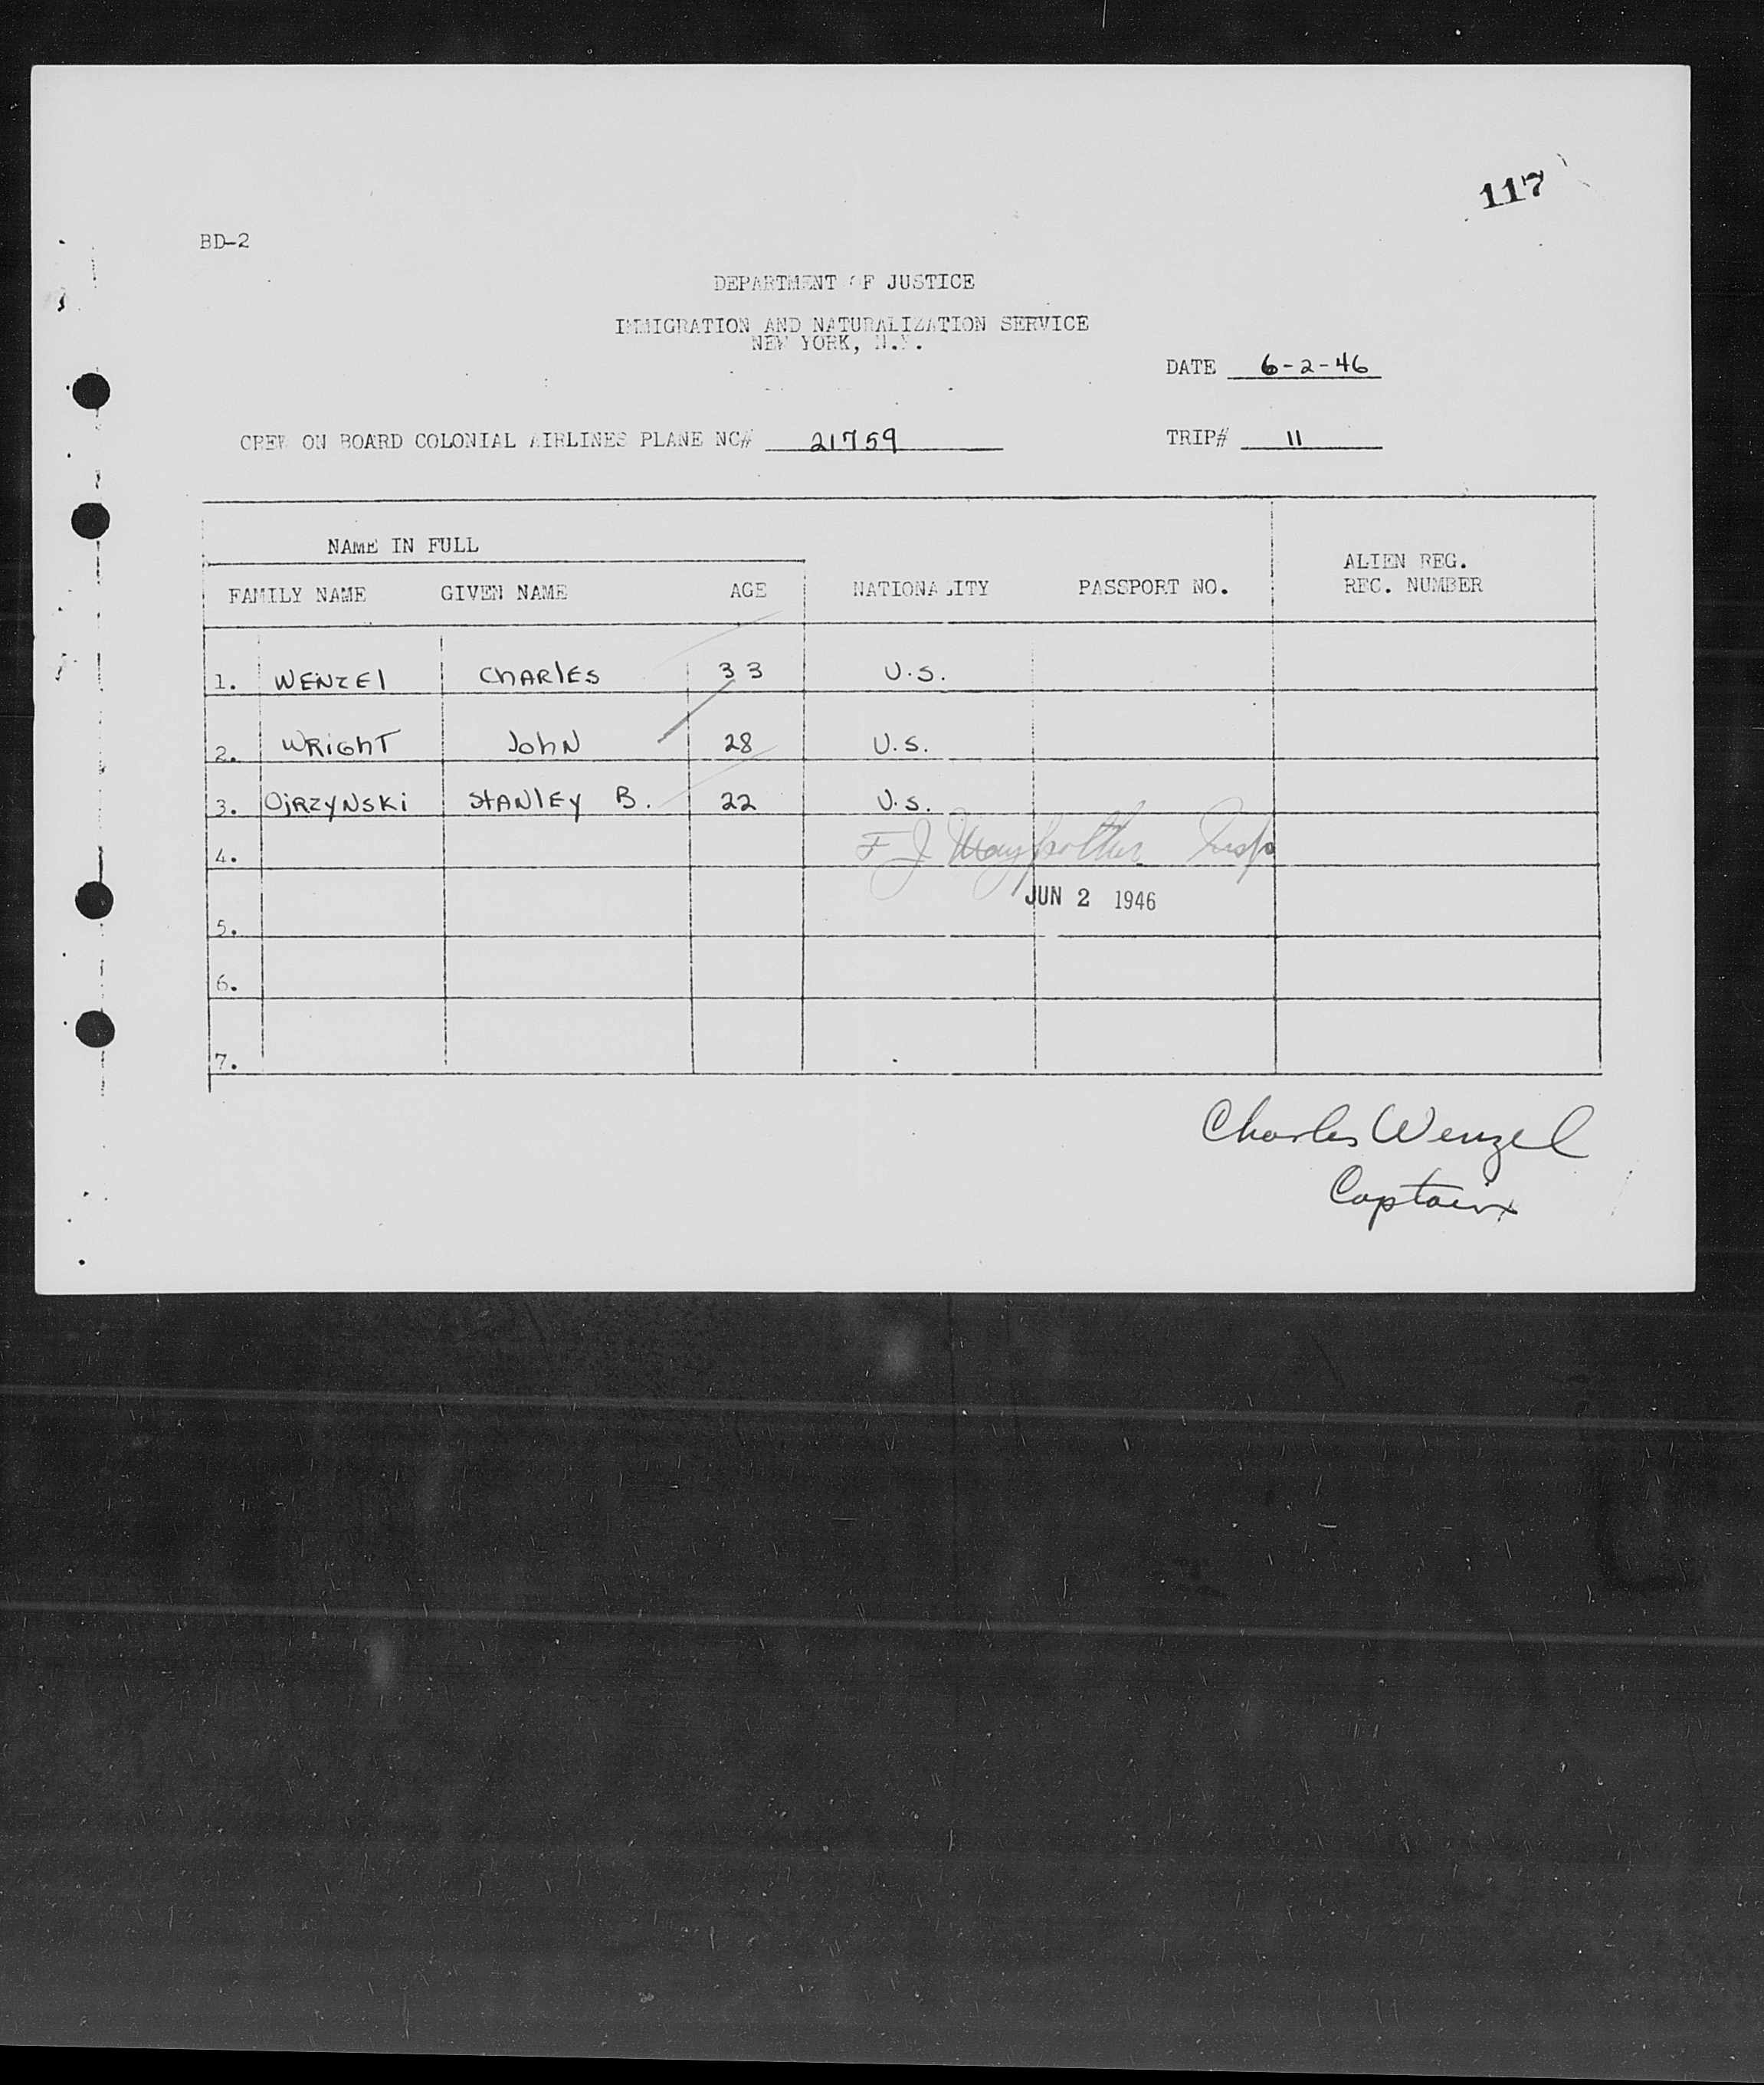 117
BD-2
DEPARTMENT OF JUSTICE
IMMIGRATION AND NATURALIZATION SERVICE
NEW YORK, N.Y.
DATE 6-2-46
CREW ON BOARD COLONIAL AIRLINES PLANE NC# 21759 TRIP# 11
NAME IN FULL
ALIEN REG.
FAMILY NAME GIVEN NAME AGE NATIONALITY PASSPORT NO. REC. NUMBER
1. WENZEl ChARlES 33 U.S.
2. WRighT JohN 28 U.S.
3. OjRZYNSKi StANlEy B. 22 U.S.
F J Insp
4.
JUN 2 1946
5.
6.
7.
Charles Wenzel
Captain